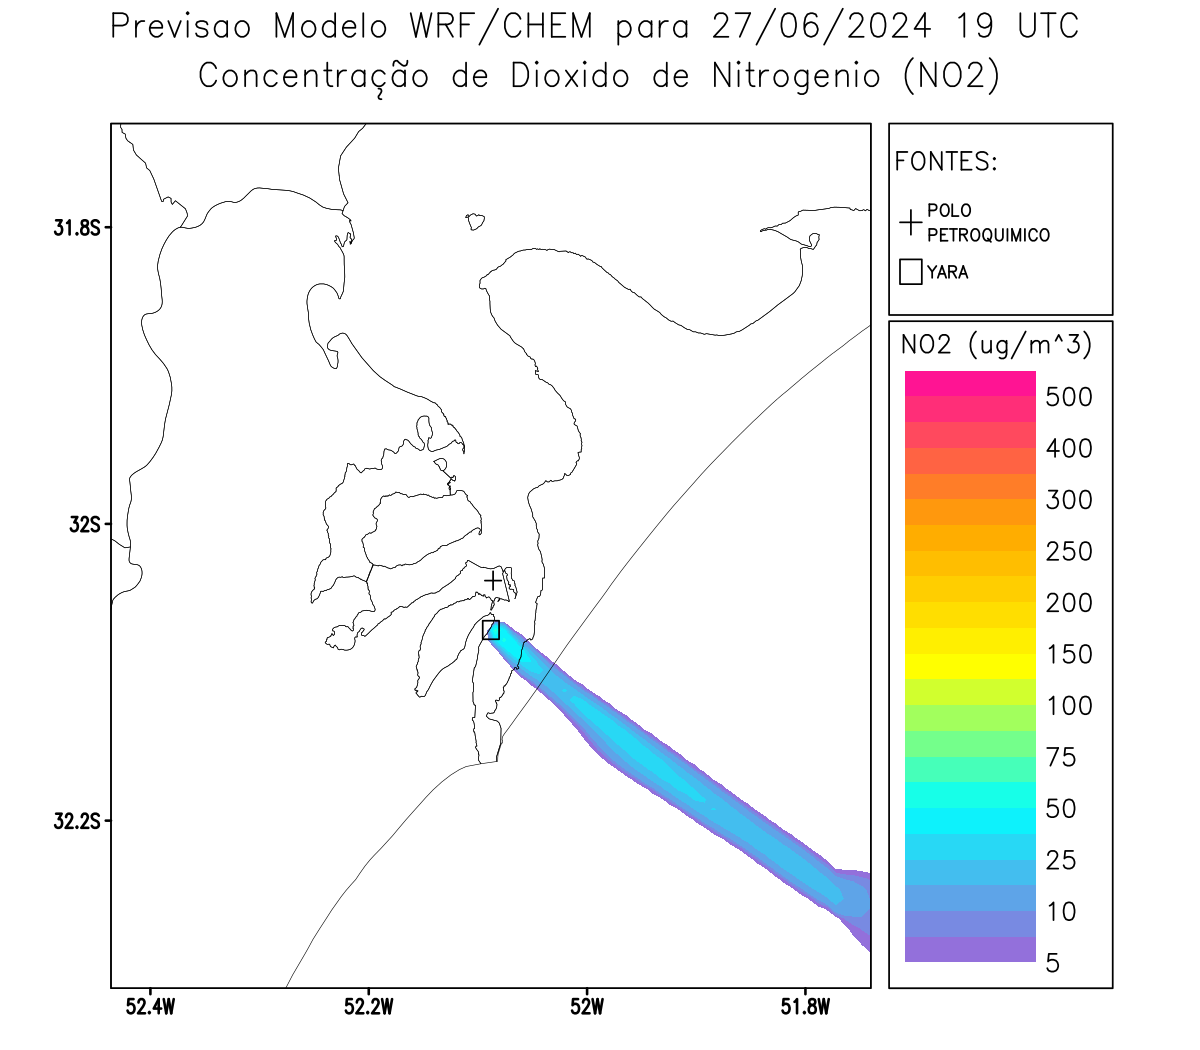 Previsao Modelo WRF/CHEM para 27/06/2024 19 UTC
Concentração de Dioxido de Nitrogenio (NO2)
FONTES:
POLO
PETROQUIMICO
YARA
NO2 (ug/m^3)
500
400
300
250
200
150
100
75
50
25
10
5
31.8S
32S
32.2S
52.4W
52.2W
52W
51.8W